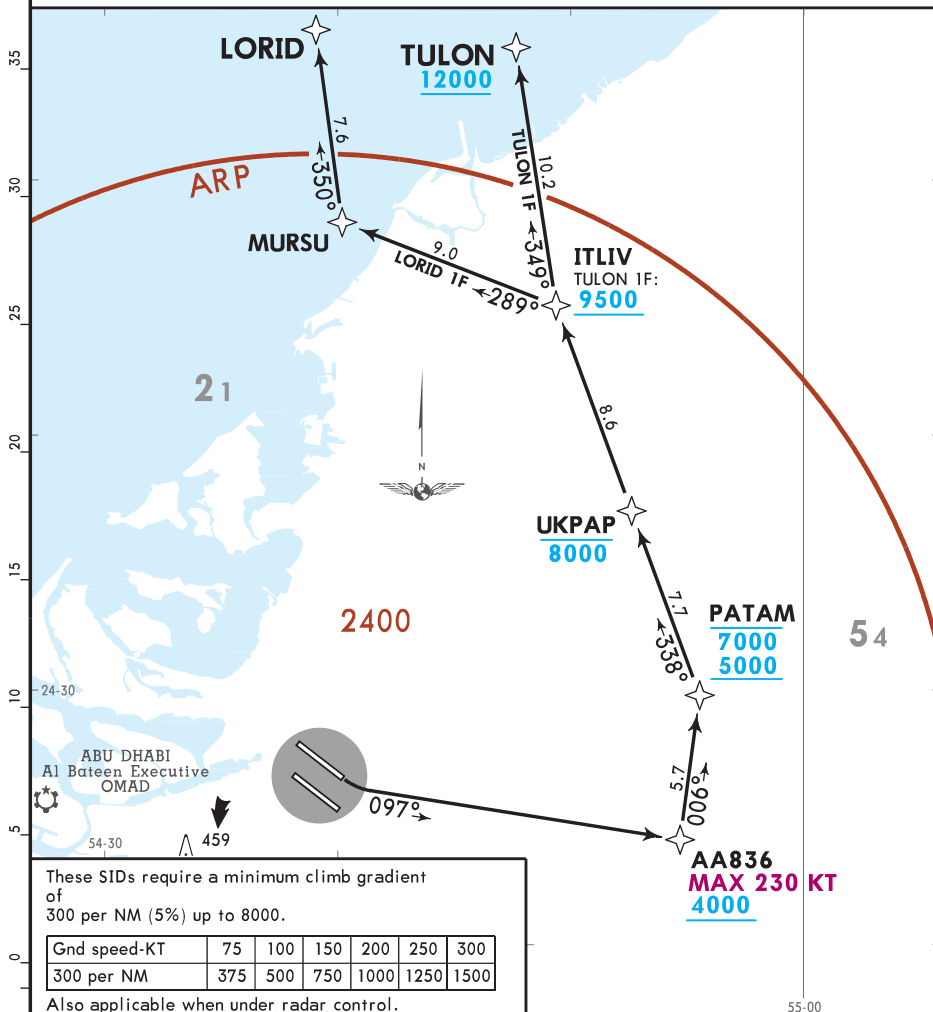 35
LORID
TULON
12000
7.6
350°
TULON 1F
10.2
349°
30
ARP
MURSU
9.0
LORID 1F
289°
ITLIV
TULON 1F:
9500
25
21
8.6
N
20
UKPAP
8000
15
7.7
338°
2400
PATAM
7000
5000
54
10
24-30
ABU DHABI
Al Bateen Executive
OMAD
5.7
006°
097°
5
54-30
459
AA836
MAX 230 KT
4000
These SIDs require a minimum climb gradient
of
300 per NM (5%) up to 8000.
Gnd speed-KT 75 100 150 200 250 300
300 per NM 375 500 750 1000 1250 1500
Also applicable when under radar control.
0
55-00